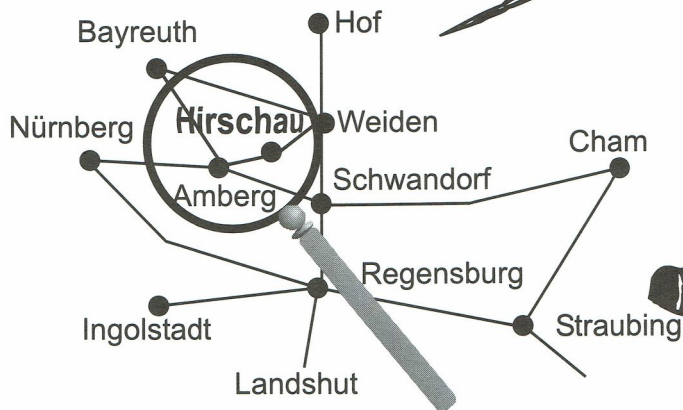 Hof
Bayreuth
Hirschau
Weiden
Nürnberg
Cham
Amberg
Schwandorf
Regensburg
Ingolstadt
Straubing
Landshut